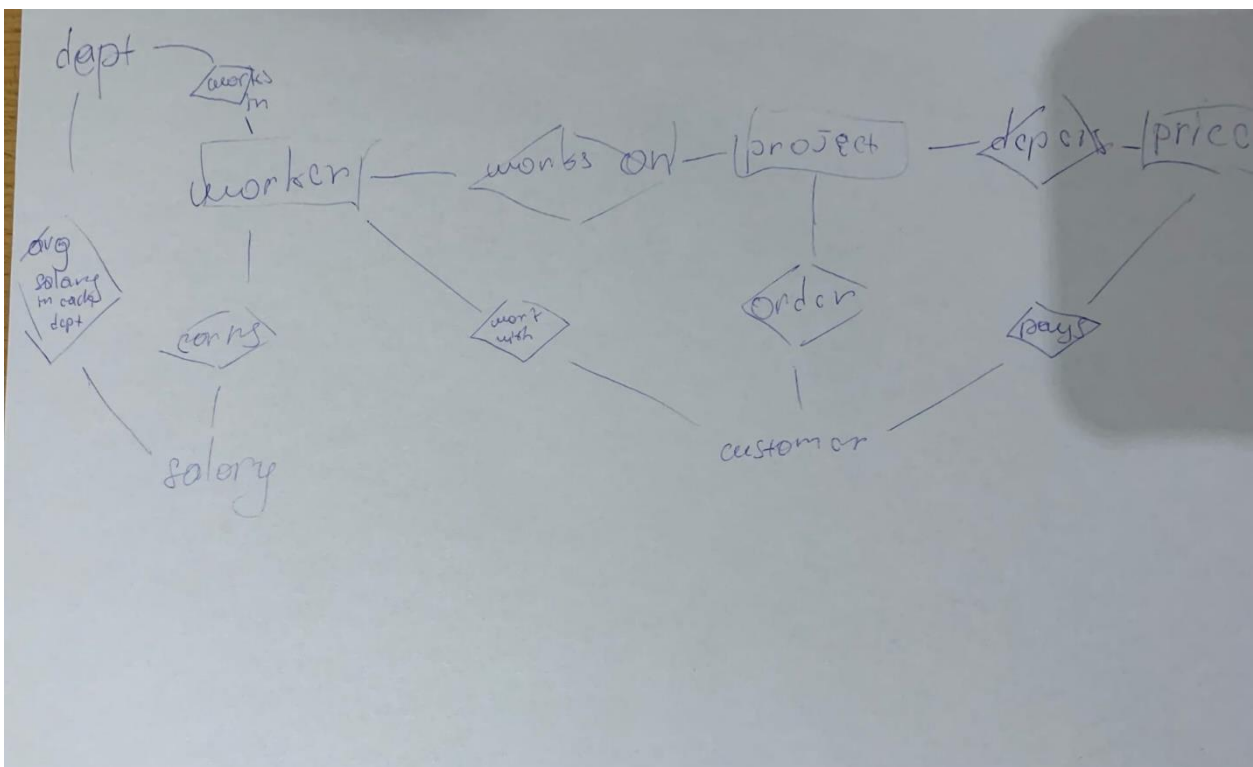 dept
works
in
worker
works on
project
depends
price
avg
salary
in each
dept
earns
work
with
order
pays
salary
customer